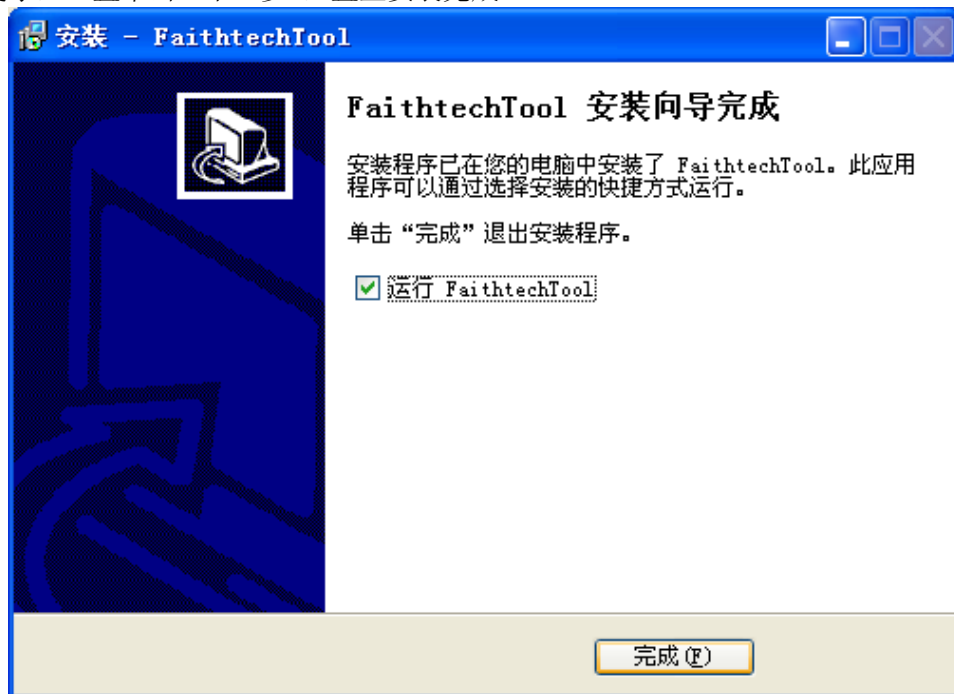 安装 - FaithtechTool
FaithtechTool 安装向导完成
安装程序已在您的电脑中安装了 FaithtechTool。此应用
程序可以通过选择安装的快捷方式运行。
单击“完成”退出安装程序。
运行 FaithtechTool
完成(F)